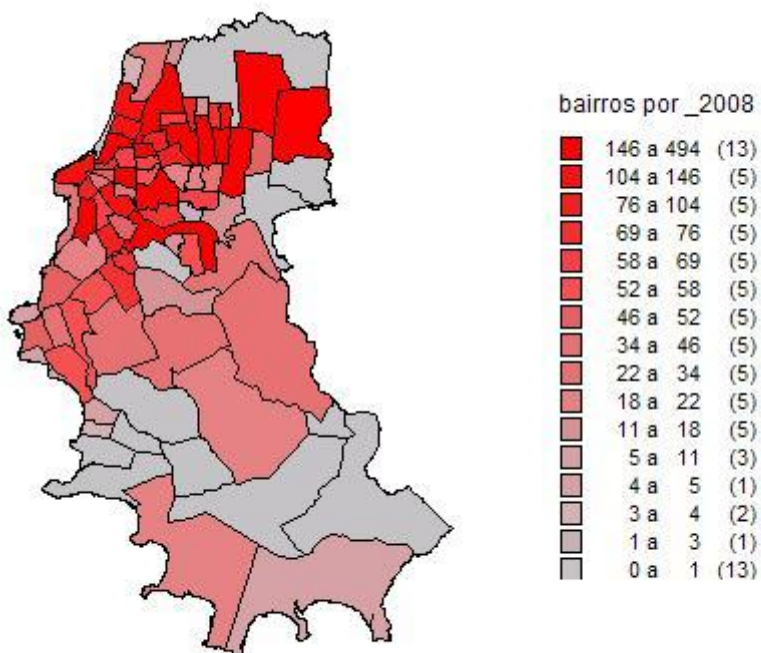 bairros por _2008
146 a 494 (13)
104 a 146 (5)
76 a 104 (5)
69 a 76 (5)
58 a 69 (5)
52 a 58 (5)
46 a 52 (5)
34 a 46 (5)
22 a 34 (5)
18 a 22 (5)
11 a 18 (5)
5 a 11 (3)
4 a 5 (1)
3 a 4 (2)
1 a 3 (1)
0 a 1 (13)